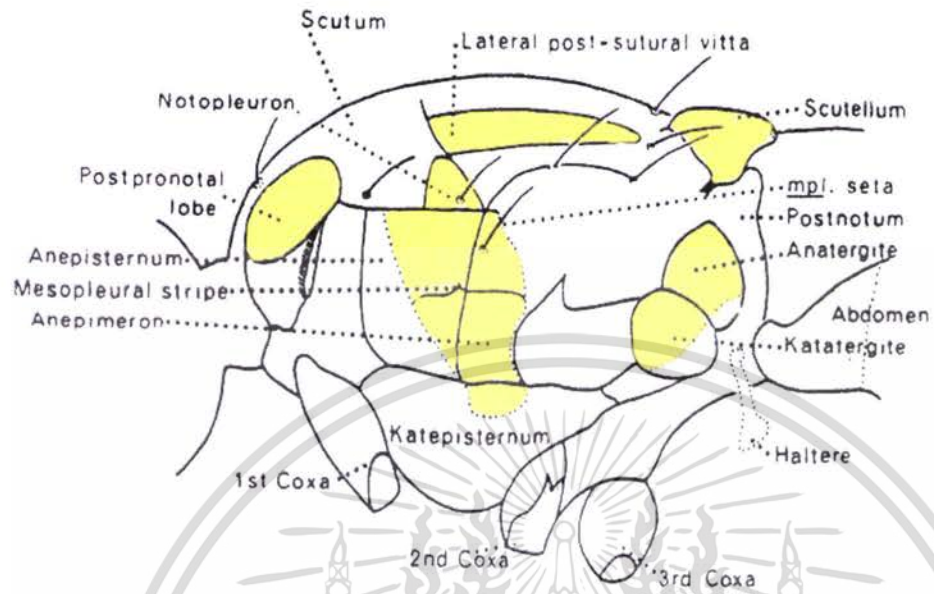 Scutum
Lateral post-sutural vitta
Notopleuron
Scutellum
Postpronotal
lobe
mpl. seta
Postnotum
Anepisternum
Anatergite
Mesopleural stripe
Anepimeron
Abdomen
Katatergite
Katepisternum
Haltere
1st Coxa
2nd Coxa
3rd Coxa